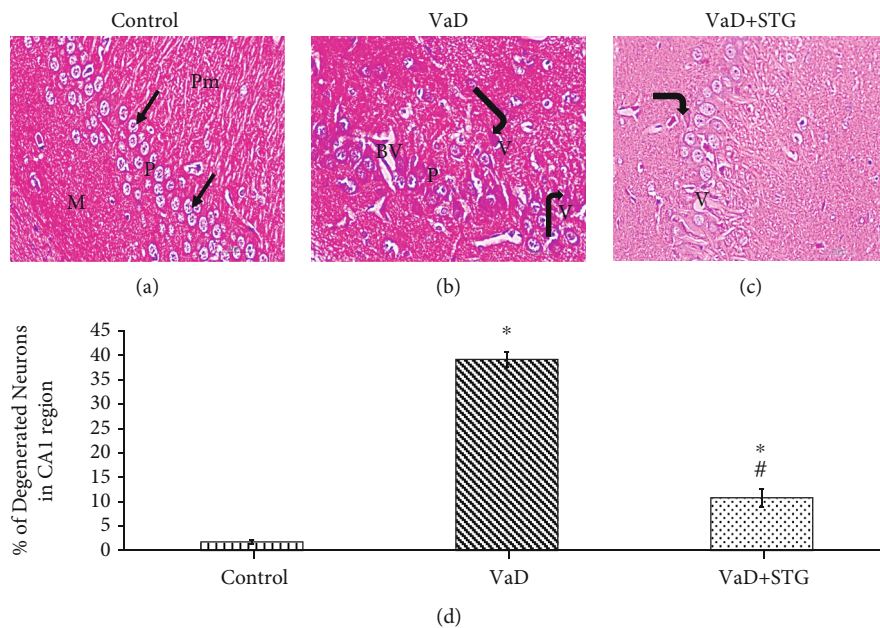 Control
VaD
VaD+STG
Pm
P
M
BV
V
P
V
V
(a)
(b)
(c)
% of Degenerated Neurons
in CA1 region
45
40
35
30
25
20
15
10
5
0
*
*
#
Control
VaD
VaD+STG
(d)